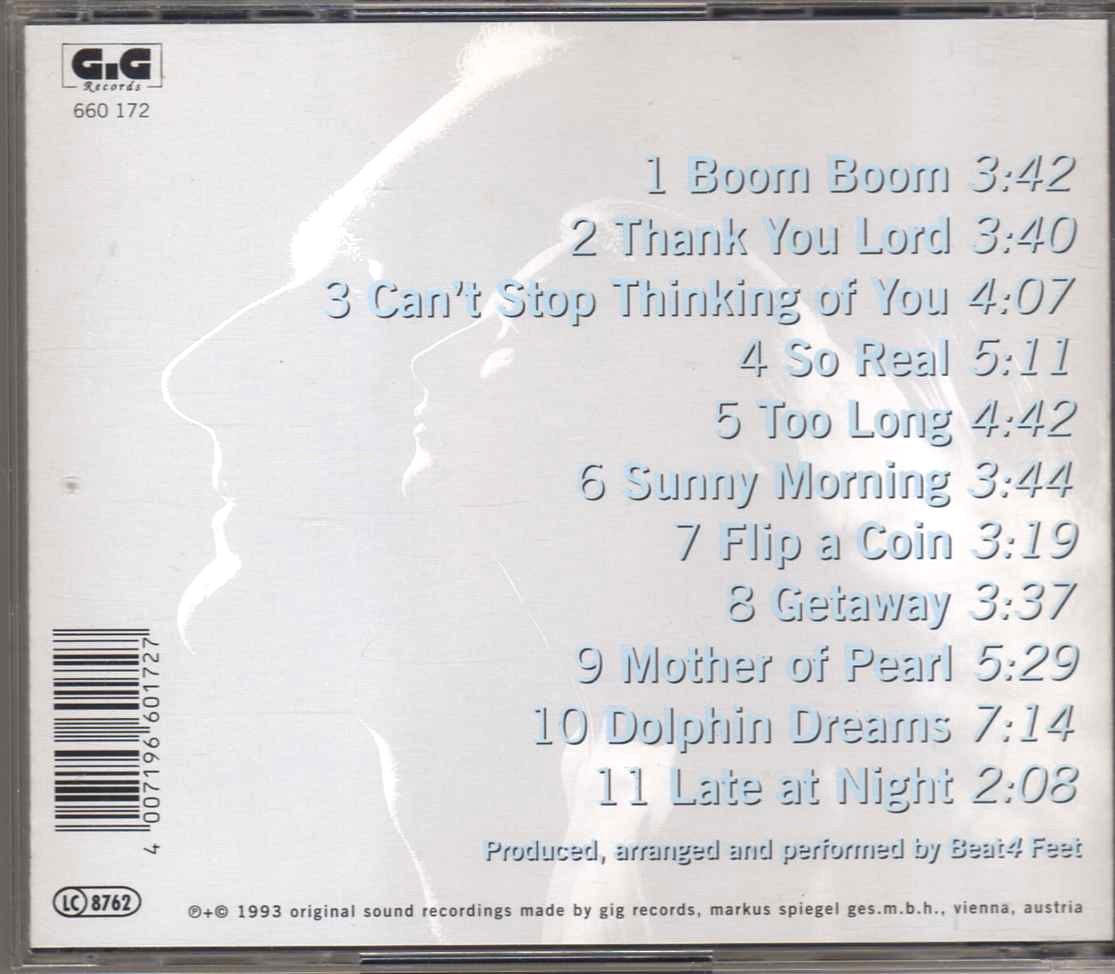 GiG
Records
660 172
1 Boom Boom 3:42
2 Thank You Lord 3:40
3 Can't Stop Thinking of You 4:07
4 So Real 5:11
5 Too Long 4:42
6 Sunny Morning 3:44
7 Flip a Coin 3:19
8 Getaway 3:37
9 Mother of Pearl 5:29
10 Dolphin Dreams 7:14
11 Late at Night 2:08
Produced, arranged and performed by Beat4 Feet
4 007196 601727
LC 8762
℗+© 1993 original sound recordings made by gig records, markus spiegel ges.m.b.h., vienna, austria